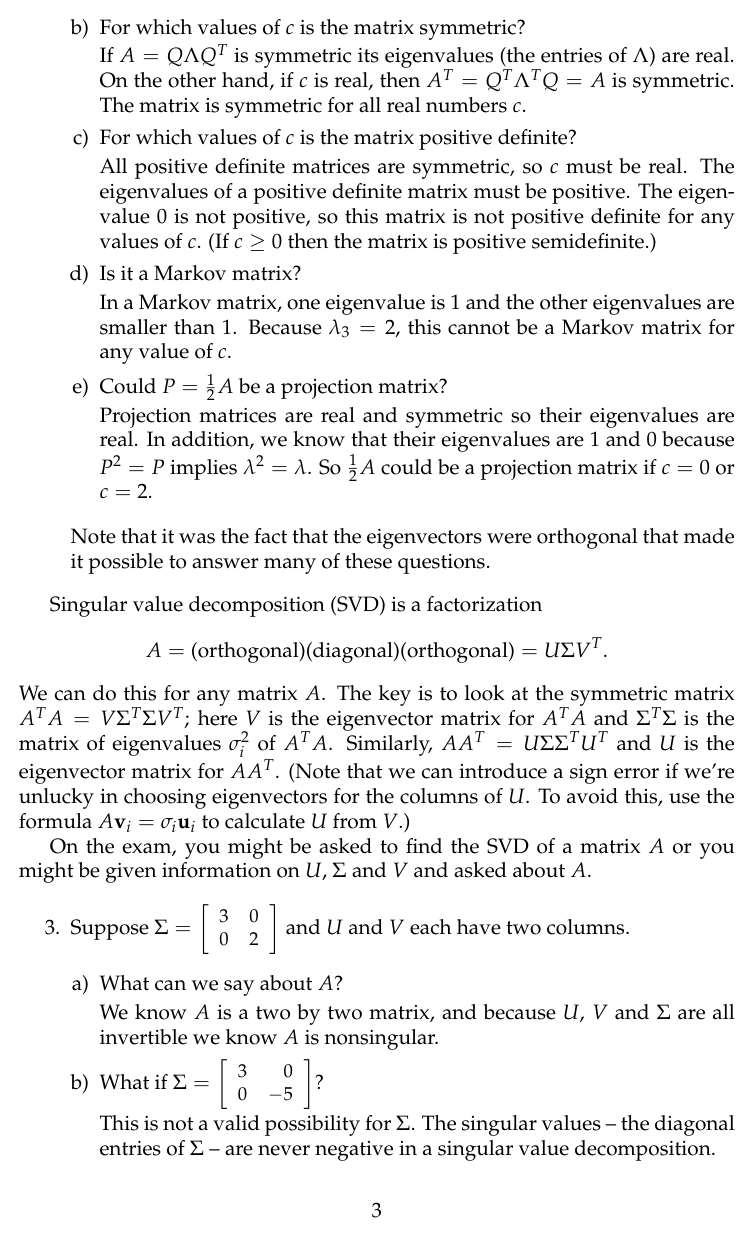 b) For which values of c is the matrix symmetric?
If A = QΛQ^T is symmetric its eigenvalues (the entries of Λ) are real.
On the other hand, if c is real, then A^T = Q^TΛ^TQ = A is symmetric.
The matrix is symmetric for all real numbers c.
c) For which values of c is the matrix positive definite?
All positive definite matrices are symmetric, so c must be real. The
eigenvalues of a positive definite matrix must be positive. The eigen-
value 0 is not positive, so this matrix is not positive definite for any
values of c. (If c ≥ 0 then the matrix is positive semidefinite.)
d) Is it a Markov matrix?
In a Markov matrix, one eigenvalue is 1 and the other eigenvalues are
smaller than 1. Because λ₃ = 2, this cannot be a Markov matrix for
any value of c.
e) Could P = ½A be a projection matrix?
Projection matrices are real and symmetric so their eigenvalues are
real. In addition, we know that their eigenvalues are 1 and 0 because
P² = P implies λ² = λ. So ½A could be a projection matrix if c = 0 or
c = 2.
Note that it was the fact that the eigenvectors were orthogonal that made
it possible to answer many of these questions.
Singular value decomposition (SVD) is a factorization
A = (orthogonal)(diagonal)(orthogonal) = UΣV^T.
We can do this for any matrix A. The key is to look at the symmetric matrix
A^TA = VΣ^TΣV^T; here V is the eigenvector matrix for A^TA and Σ^TΣ is the
matrix of eigenvalues σᵢ² of A^TA. Similarly, AA^T = UΣΣ^TU^T and U is the
eigenvector matrix for AA^T. (Note that we can introduce a sign error if we're
unlucky in choosing eigenvectors for the columns of U. To avoid this, use the
formula Avᵢ = σᵢuᵢ to calculate U from V.)
On the exam, you might be asked to find the SVD of a matrix A or you
might be given information on U, Σ and V and asked about A.
3. Suppose Σ = [ 3 0 ; 0 2 ] and U and V each have two columns.
a) What can we say about A?
We know A is a two by two matrix, and because U, V and Σ are all
invertible we know A is nonsingular.
b) What if Σ = [ 3 0 ; 0 −5 ]?
This is not a valid possibility for Σ. The singular values – the diagonal
entries of Σ – are never negative in a singular value decomposition.
3